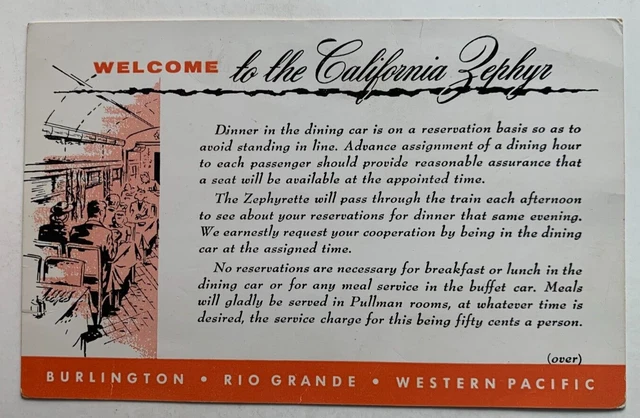 WELCOME to the California Zephyr
Dinner in the dining car is on a reservation basis so as to
avoid standing in line. Advance assignment of a dining hour
to each passenger should provide reasonable assurance that
a seat will be available at the appointed time.
The Zephyrette will pass through the train each afternoon
to see about your reservations for dinner that same evening.
We earnestly request your cooperation by being in the dining
car at the assigned time.
No reservations are necessary for breakfast or lunch in the
dining car or for any meal service in the buffet car. Meals
will gladly be served in Pullman rooms, at whatever time is
desired, the service charge for this being fifty cents a person.
(over)
BURLINGTON • RIO GRANDE • WESTERN PACIFIC